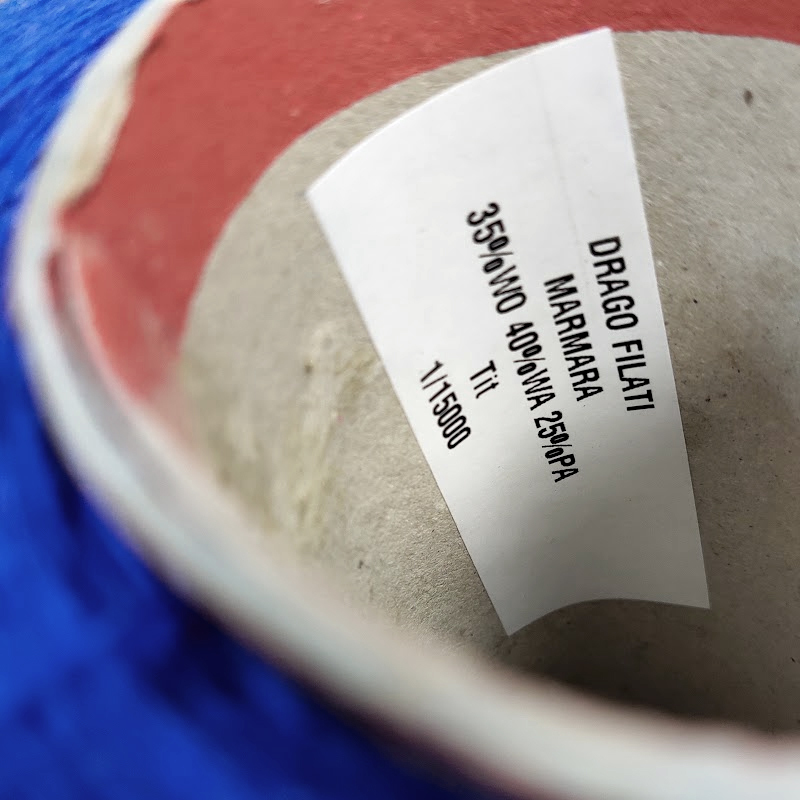 DRAGO FILATI
MARMARA
35%WO 40%WA 25%PA
Tit
1/15000